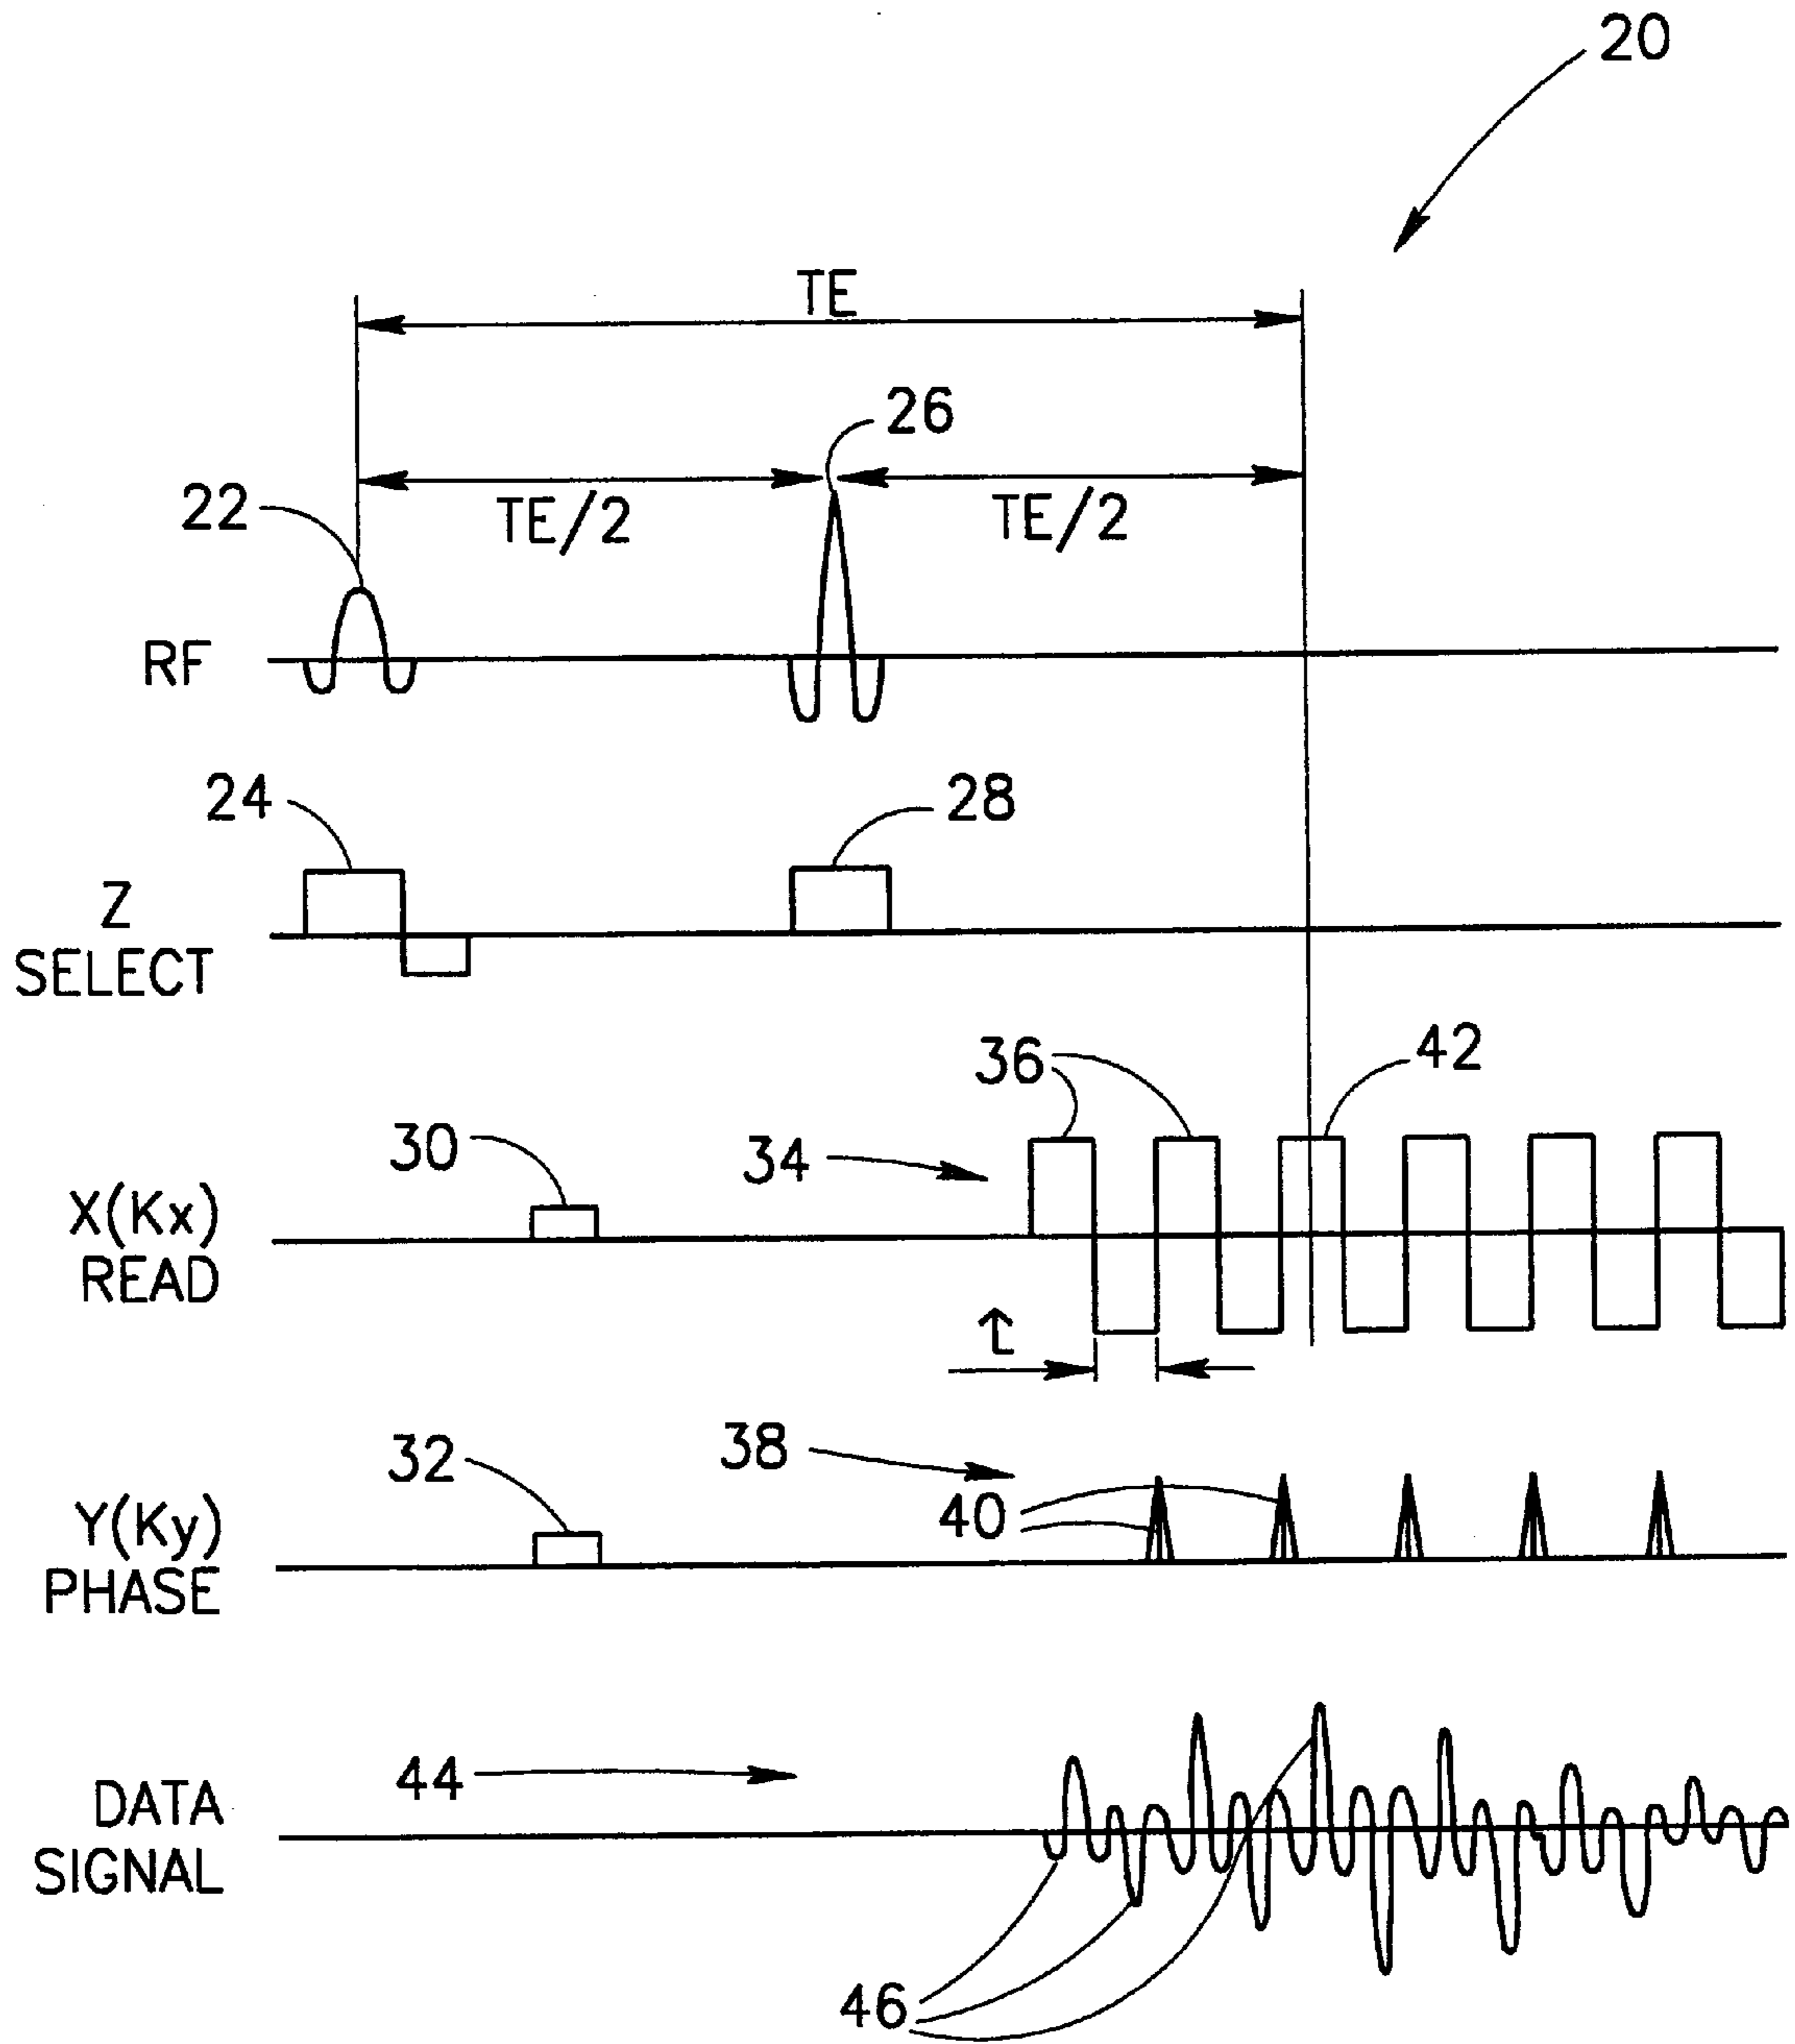 20
TE
26
22
TE/2
TE/2
RF
24
28
Z
SELECT
36
42
30
34
X(Kx)
READ
τ
32
38
40
Y(Ky)
PHASE
44
DATA
SIGNAL
46